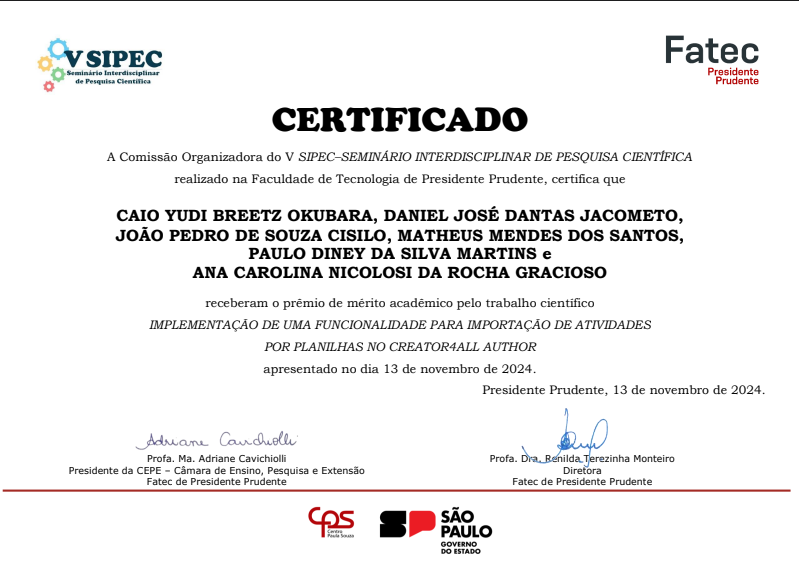 V SIPEC
Seminário Interdisciplinar
de Pesquisa Científica
Fatec
Presidente
Prudente
CERTIFICADO
A Comissão Organizadora do V SIPEC–SEMINÁRIO INTERDISCIPLINAR DE PESQUISA CIENTÍFICA
realizado na Faculdade de Tecnologia de Presidente Prudente, certifica que
CAIO YUDI BREETZ OKUBARA, DANIEL JOSÉ DANTAS JACOMETO,
JOÃO PEDRO DE SOUZA CISILO, MATHEUS MENDES DOS SANTOS,
PAULO DINEY DA SILVA MARTINS e
ANA CAROLINA NICOLOSI DA ROCHA GRACIOSO
receberam o prêmio de mérito acadêmico pelo trabalho científico
IMPLEMENTAÇÃO DE UMA FUNCIONALIDADE PARA IMPORTAÇÃO DE ATIVIDADES
POR PLANILHAS NO CREATOR4ALL AUTHOR
apresentado no dia 13 de novembro de 2024.
Presidente Prudente, 13 de novembro de 2024.
Adriane Cavichiolli
Profa. Ma. Adriane Cavichiolli
Presidente da CEPE – Câmara de Ensino, Pesquisa e Extensão
Fatec de Presidente Prudente
Profa. Dra. Renilda Terezinha Monteiro
Diretora
Fatec de Presidente Prudente
CPS
Centro
Paula Souza
SP
SÃO
PAULO
GOVERNO
DO ESTADO